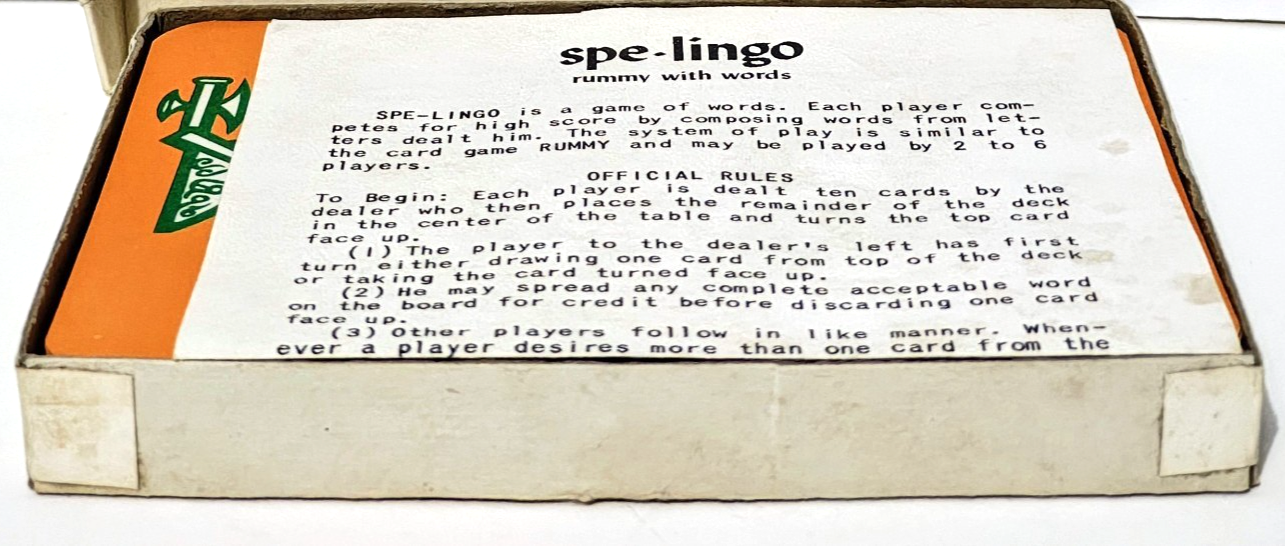 spe-lingo
rummy with words
SPE-LINGO is a game of words. Each player com-
petes for high score by composing words from let-
ters dealt him. The system of play is similar to
the card game RUMMY and may be played by 2 to 6
players.
OFFICIAL RULES
To Begin: Each player is dealt ten cards by the
dealer who then places the remainder of the deck
in the center of the table and turns the top card
face up.
(1) The player to the dealer's left has first
turn either drawing one card from top of the deck
or taking the card turned face up.
(2) He may spread any complete acceptable word
on the board for credit before discarding one card
face up.
(3) Other players follow in like manner. When-
ever a player desires more than one card from the